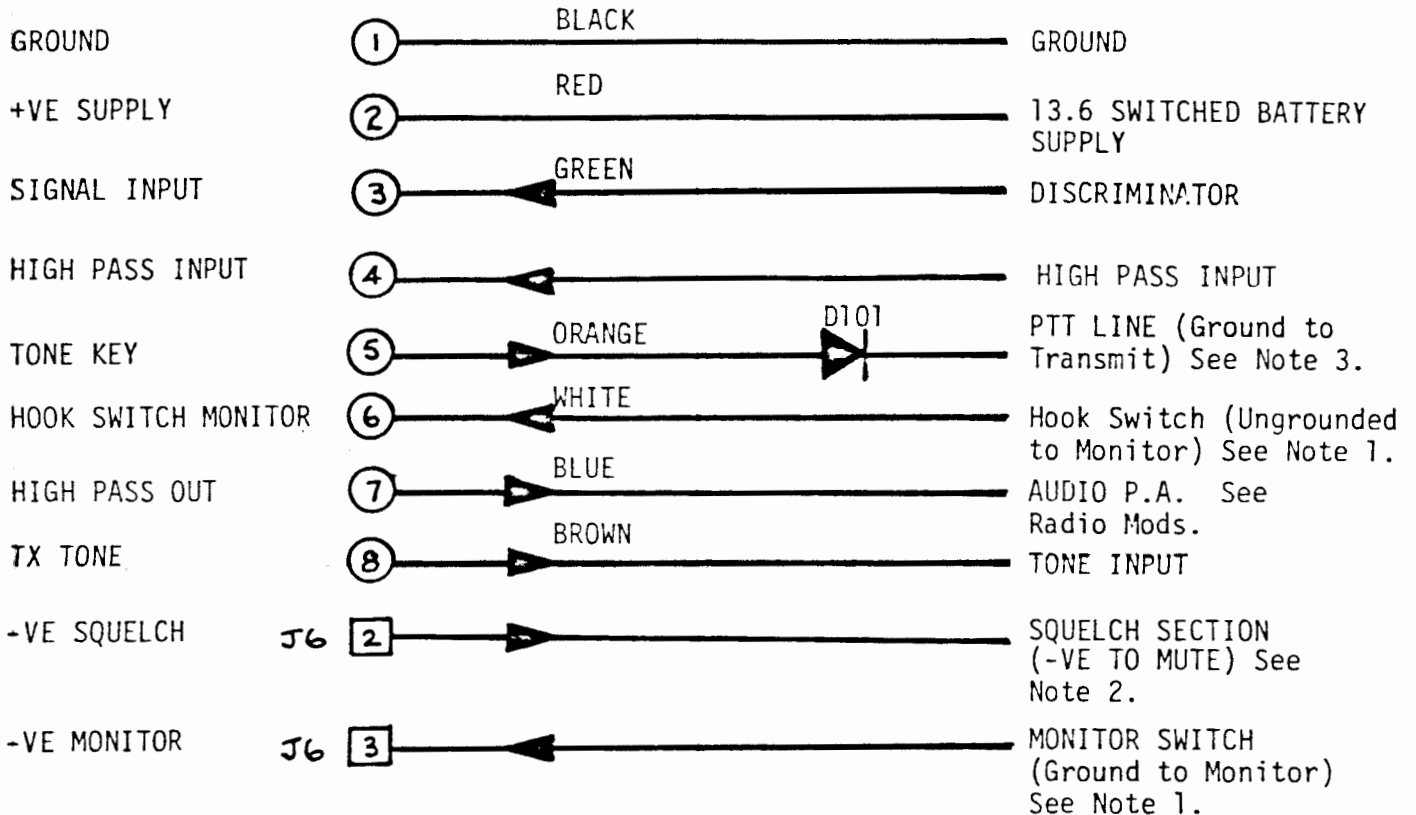 BLACK
GROUND 1 GROUND
RED
+VE SUPPLY 2 13.6 SWITCHED BATTERY
SUPPLY
GREEN
SIGNAL INPUT 3 DISCRIMINATOR
HIGH PASS INPUT 4 HIGH PASS INPUT
D101
ORANGE PTT LINE (Ground to
TONE KEY 5 Transmit) See Note 3.
WHITE
HOOK SWITCH MONITOR 6 Hook Switch (Ungrounded
to Monitor) See Note 1.
BLUE
HIGH PASS OUT 7 AUDIO P.A. See
Radio Mods.
BROWN
TX TONE 8 TONE INPUT
-VE SQUELCH J6 2 SQUELCH SECTION
(-VE TO MUTE) See
Note 2.
-VE MONITOR J6 3 MONITOR SWITCH
(Ground to Monitor)
See Note 1.